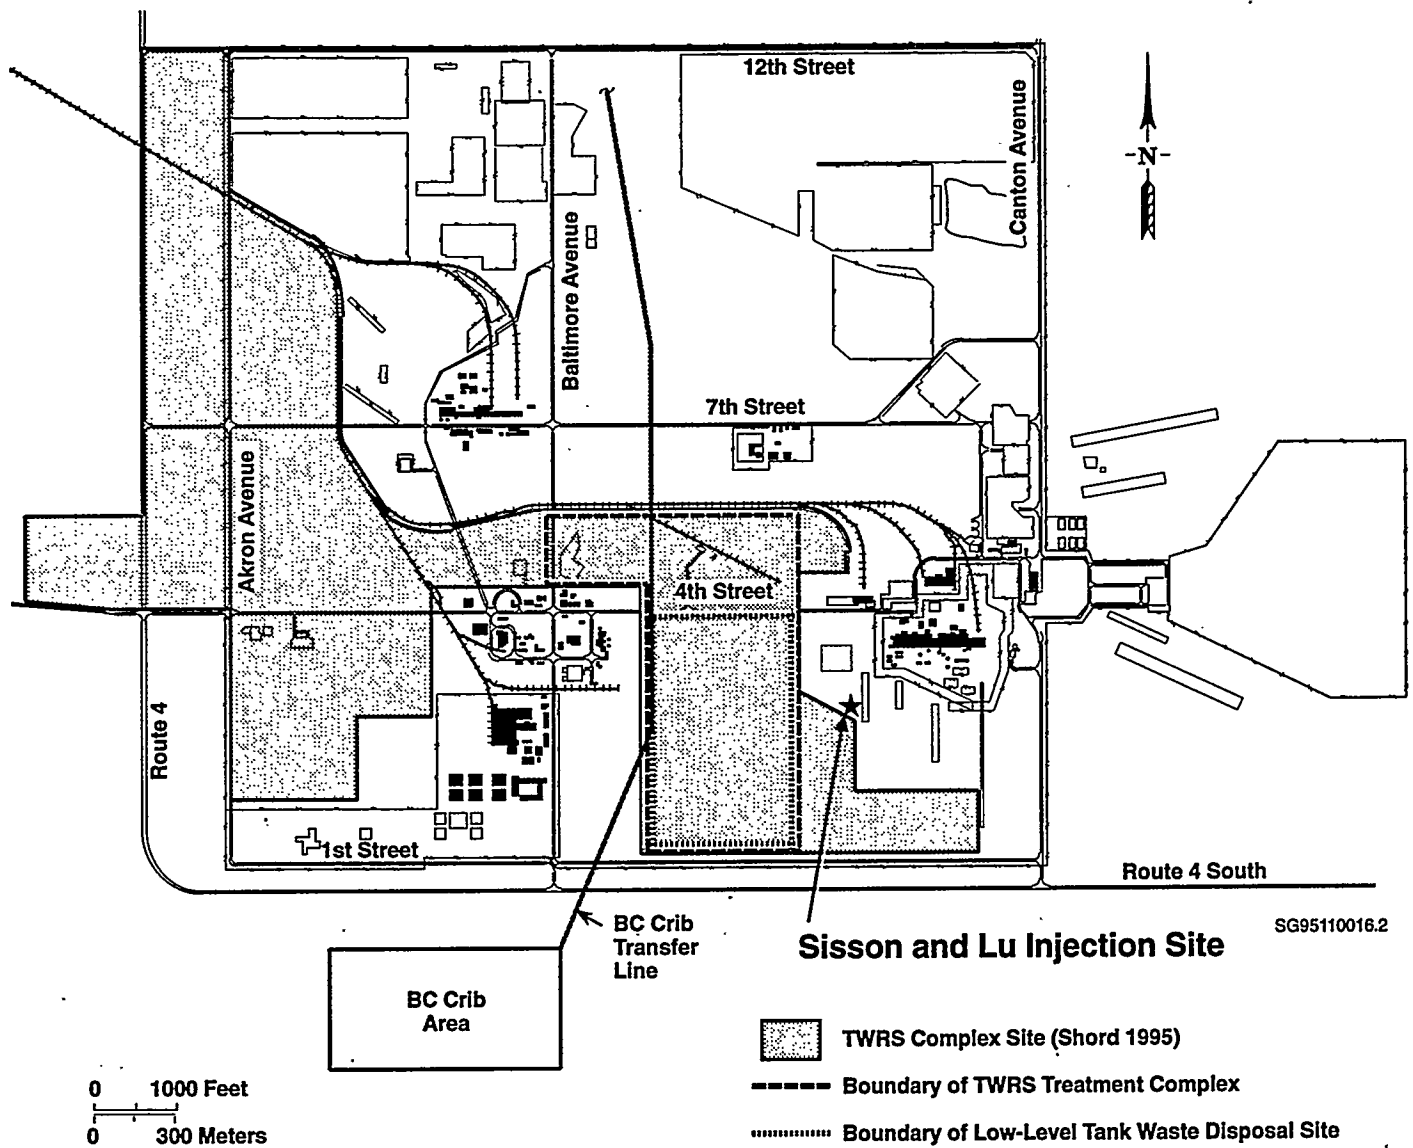 12th Street
Canton Avenue
N
Baltimore Avenue
7th Street
Akron Avenue
4th Street
Route 4
1st Street
Route 4 South
BC Crib
Transfer
Line
SG95110016.2
Sisson and Lu Injection Site
BC Crib
Area
TWRS Complex Site (Shord 1995)
Boundary of TWRS Treatment Complex
Boundary of Low-Level Tank Waste Disposal Site
0 1000 Feet
0 300 Meters